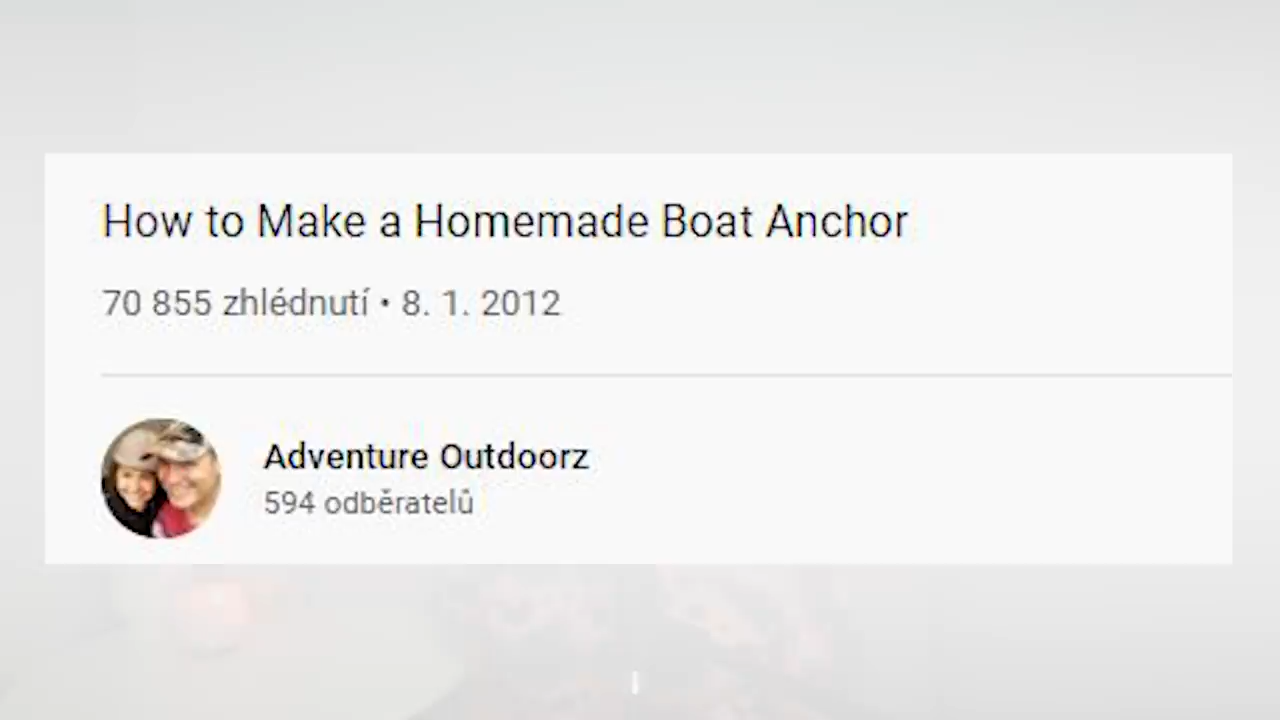 How to Make a Homemade Boat Anchor
70 855 zhlédnutí • 8. 1. 2012
Adventure Outdoorz
594 odběratelů